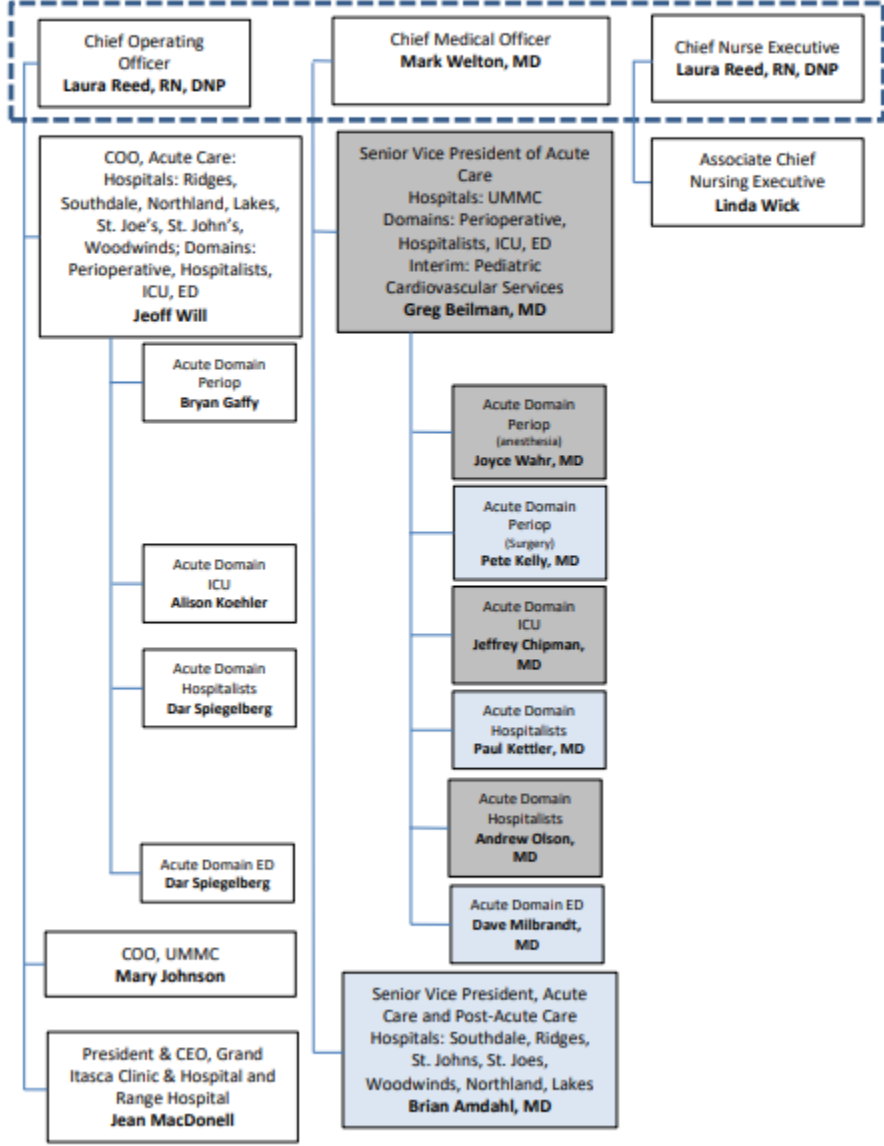 Chief Operating
Officer
Laura Reed, RN, DNP
Chief Medical Officer
Mark Welton, MD
Chief Nurse Executive
Laura Reed, RN, DNP
COO, Acute Care:
Hospitals: Ridges,
Southdale, Northland, Lakes,
St. Joe's, St. John's,
Woodwinds; Domains:
Perioperative, Hospitalists,
ICU, ED
Jeoff Will
Senior Vice President of Acute
Care
Hospitals: UMMC
Domains: Perioperative,
Hospitalists, ICU, ED
Interim: Pediatric
Cardiovascular Services
Greg Beilman, MD
Associate Chief
Nursing Executive
Linda Wick
Acute Domain
Periop
Bryan Gaffy
Acute Domain
ICU
Alison Koehler
Acute Domain
Hospitalists
Dar Spiegelberg
Acute Domain ED
Dar Spiegelberg
Acute Domain
Periop
(anesthesia)
Joyce Wahr, MD
Acute Domain
Periop
(Surgery)
Pete Kelly, MD
Acute Domain
ICU
Jeffrey Chipman,
MD
Acute Domain
Hospitalists
Paul Kettler, MD
Acute Domain
Hospitalists
Andrew Olson,
MD
Acute Domain ED
Dave Milbrandt,
MD
COO, UMMC
Mary Johnson
President & CEO, Grand
Itasca Clinic & Hospital and
Range Hospital
Jean MacDonell
Senior Vice President, Acute
Care and Post-Acute Care
Hospitals: Southdale, Ridges,
St. Johns, St. Joes,
Woodwinds, Northland, Lakes
Brian Amdahl, MD